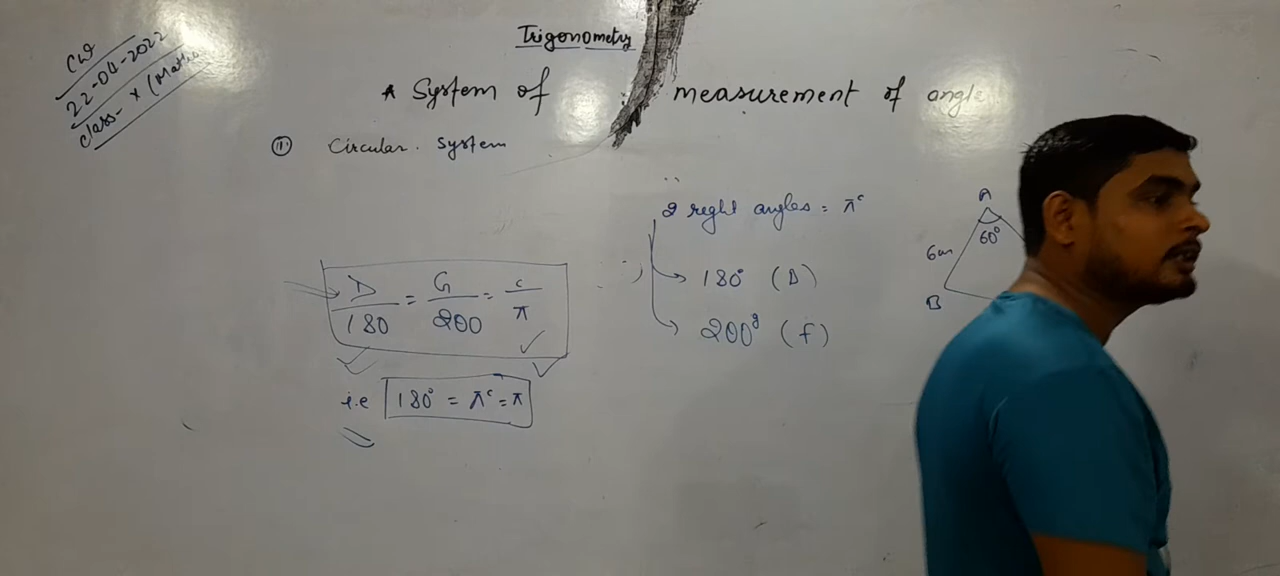 CW
22-04-2022
class- X (Maths
Trigonometry
* System of measurement of angle
(11) Circular. System
2 right angles = π^c
180° (D)
200^g (f)
D/180 = G/200 = c/π
i.e 180° = π^c = π
A
60°
6cm
B